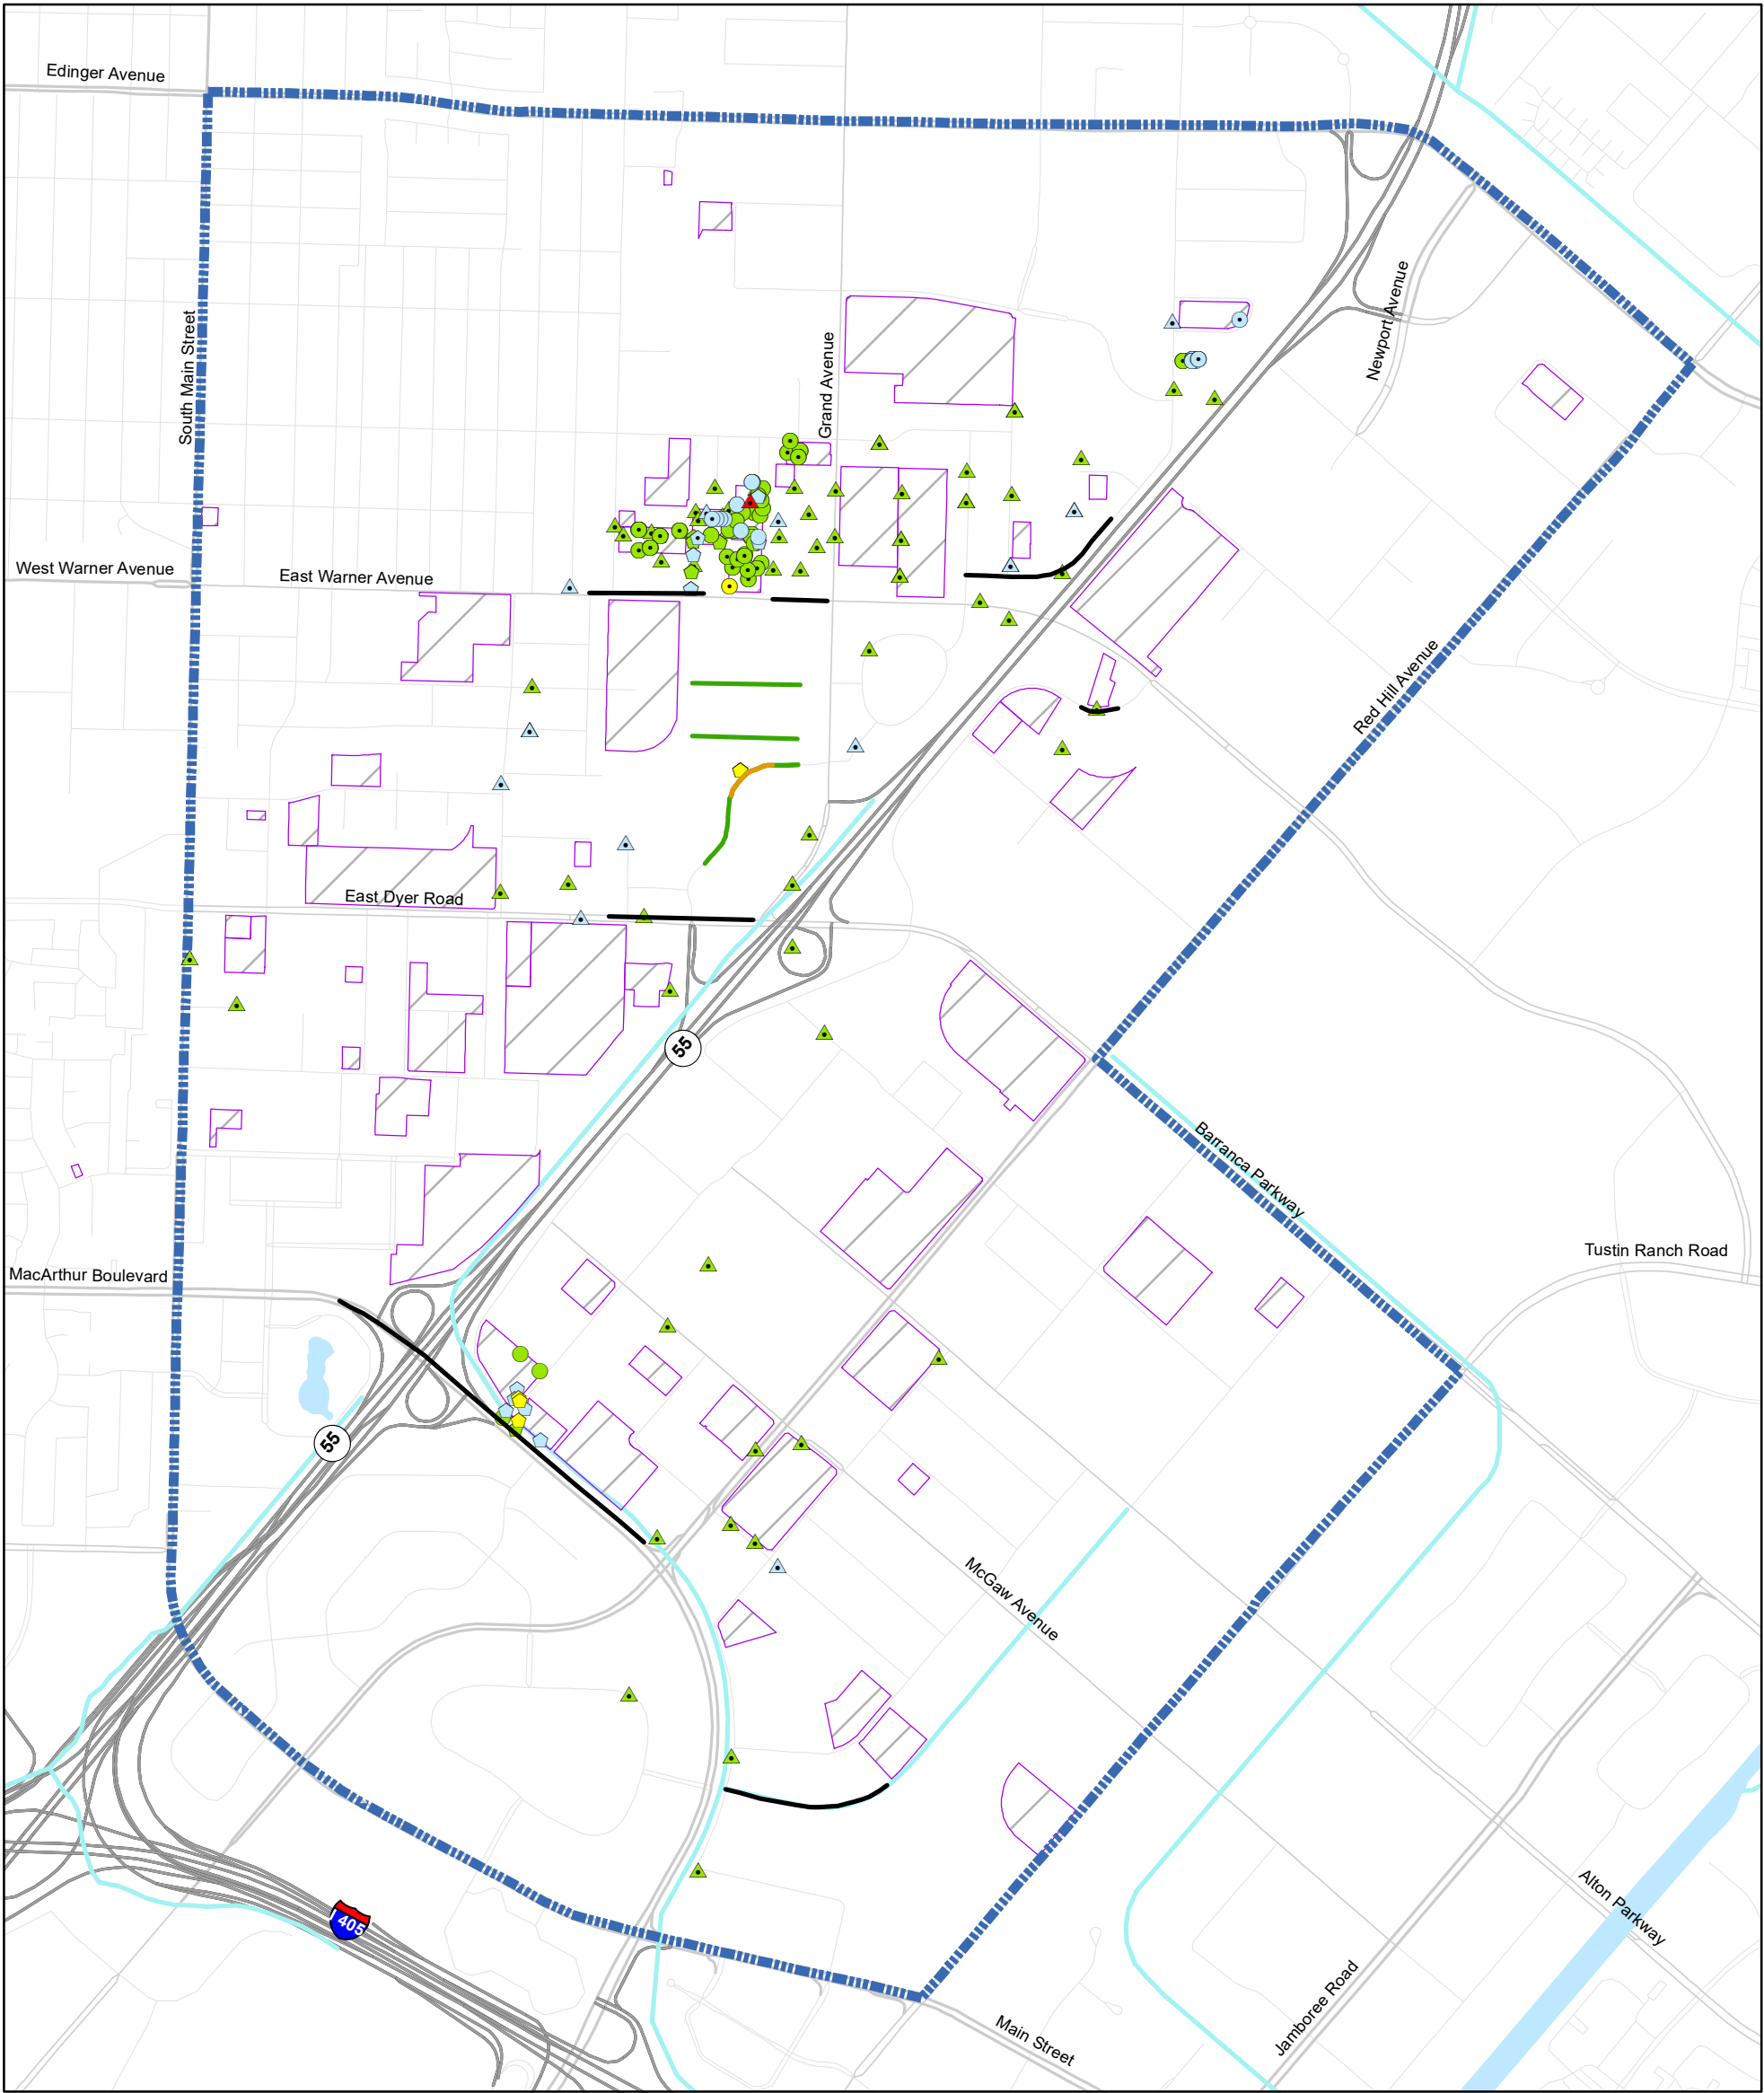 Edinger Avenue
Newport Avenue
South Main Street
Grand Avenue
West Warner Avenue
East Warner Avenue
Red Hill Avenue
East Dyer Road
55
Barranca Parkway
Tustin Ranch Road
MacArthur Boulevard
55
McGaw Avenue
Alton Parkway
405
Jamboree Road
Main Street